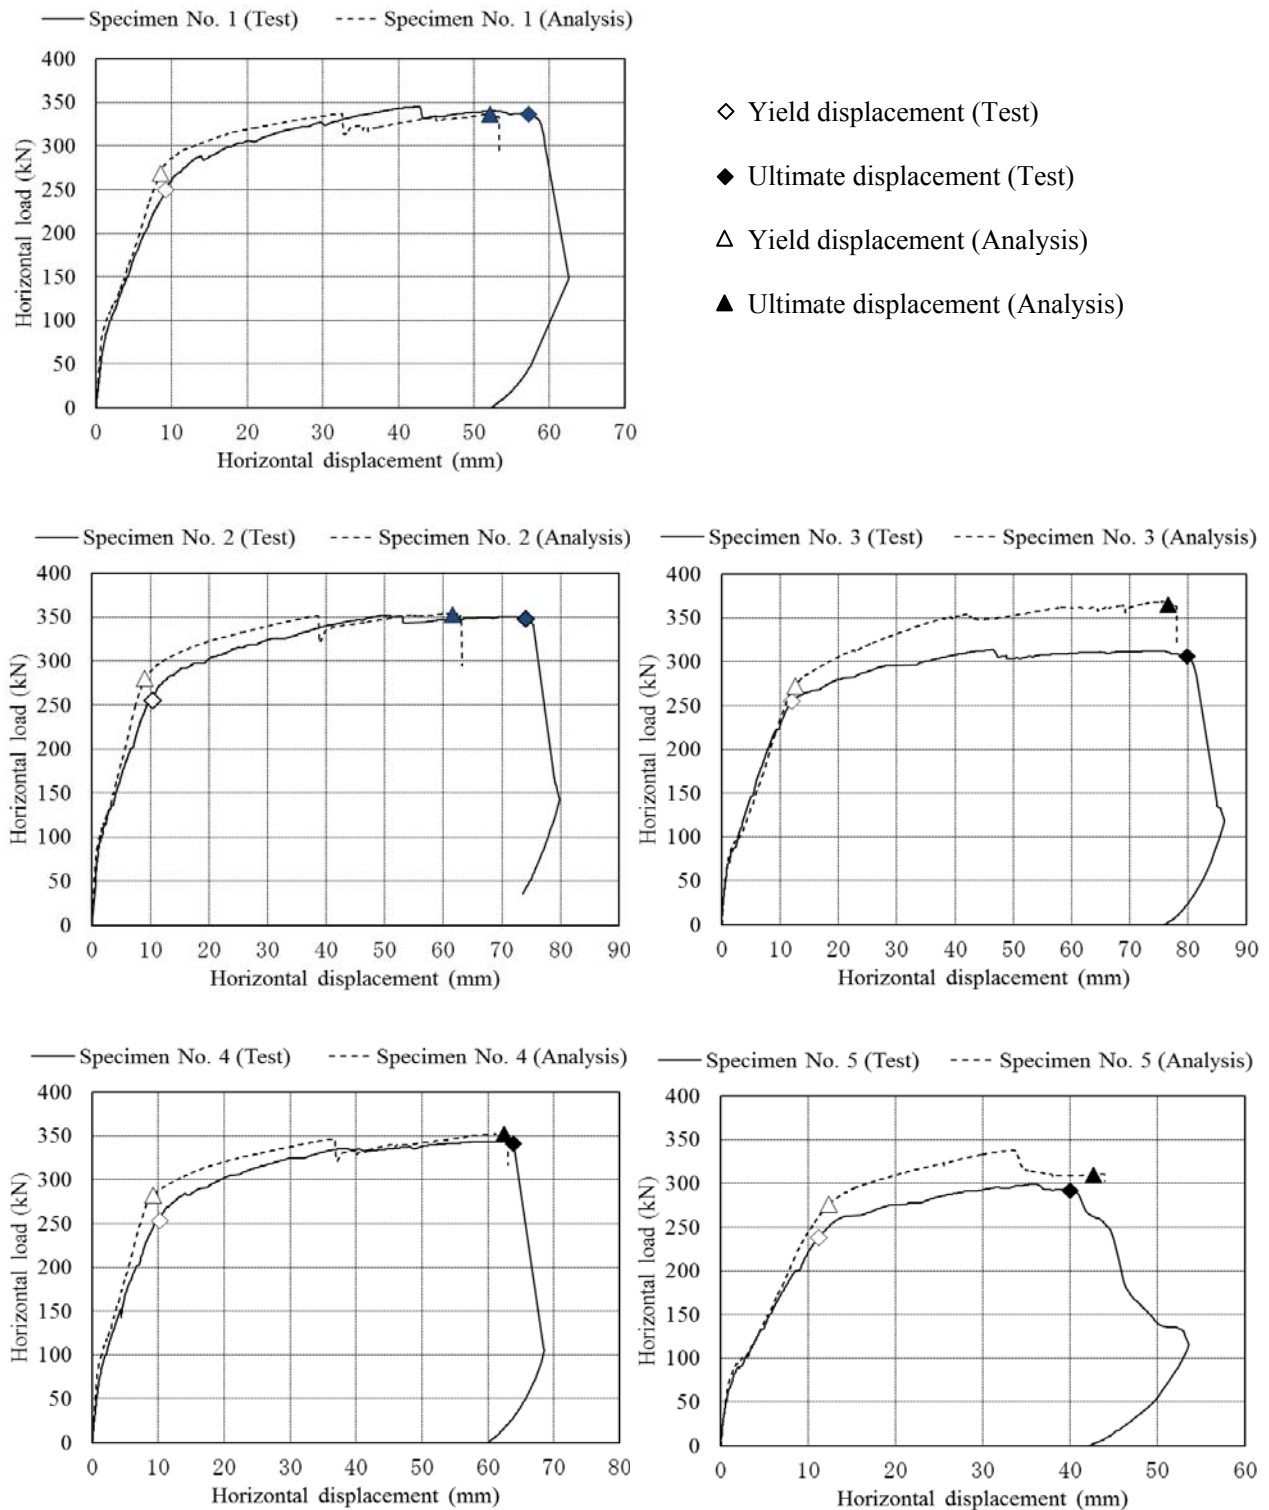 Specimen No. 1 (Test) Specimen No. 1 (Analysis)
400
350
300
250
200
150
100
50
0
Horizontal load (kN)
0 10 20 30 40 50 60 70
Horizontal displacement (mm)
Yield displacement (Test)
Ultimate displacement (Test)
Yield displacement (Analysis)
Ultimate displacement (Analysis)
Specimen No. 2 (Test) Specimen No. 2 (Analysis)
400
350
300
250
200
150
100
50
0
Horizontal load (kN)
0 10 20 30 40 50 60 70 80 90
Horizontal displacement (mm)
Specimen No. 3 (Test) Specimen No. 3 (Analysis)
400
350
300
250
200
150
100
50
0
Horizontal load (kN)
0 10 20 30 40 50 60 70 80 90
Horizontal displacement (mm)
Specimen No. 4 (Test) Specimen No. 4 (Analysis)
400
350
300
250
200
150
100
50
0
Horizontal load (kN)
0 10 20 30 40 50 60 70 80
Horizontal displacement (mm)
Specimen No. 5 (Test) Specimen No. 5 (Analysis)
400
350
300
250
200
150
100
50
0
Horizontal load (kN)
0 10 20 30 40 50 60
Horizontal displacement (mm)